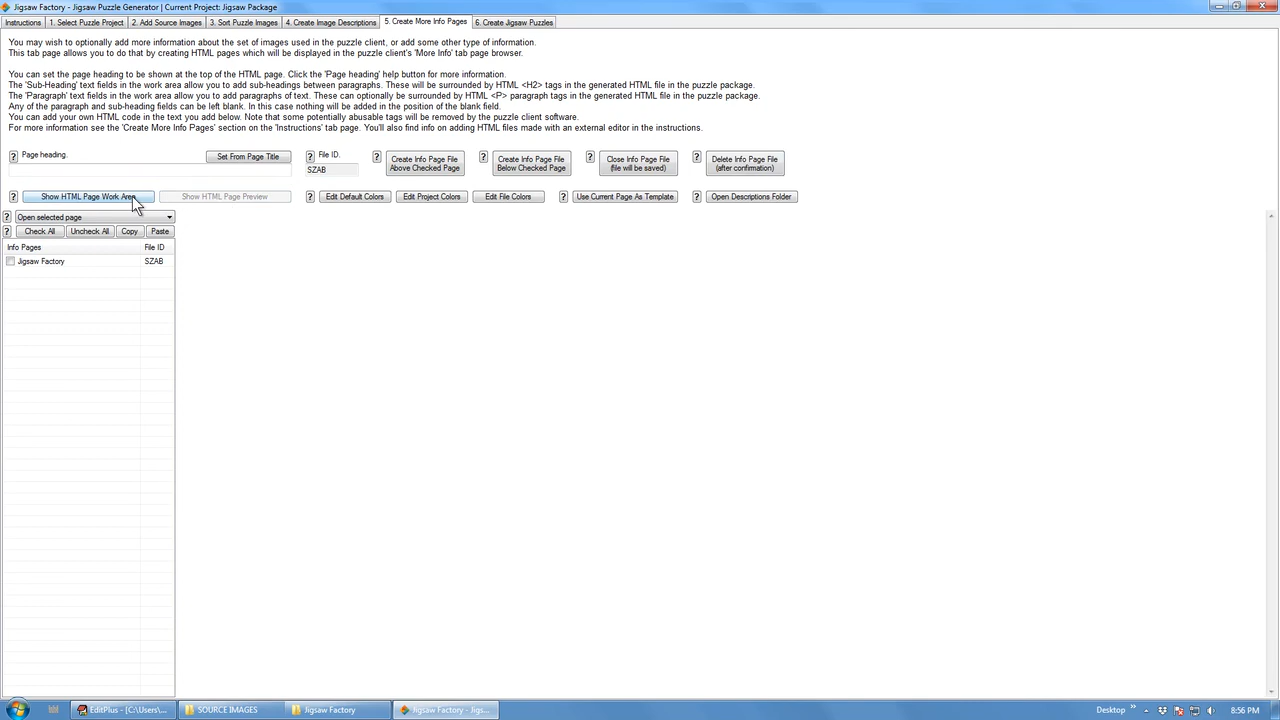 Jigsaw Factory - Jigsaw Puzzle Generator | Current Project: Jigsaw Package
Instructions 1. Select Puzzle Project 2. Add Source Images 3. Sort Puzzle Images 4. Create Image Descriptions 5. Create More Info Pages 6. Create Jigsaw Puzzles
You may wish to optionally add more information about the set of images used in the puzzle client, or add some other type of information.
This tab page allows you to do that by creating HTML pages which will be displayed in the puzzle client's 'More Info' tab page browser.
You can set the page heading to be shown at the top of the HTML page. Click the 'Page heading' help button for more information.
The 'Sub-Heading' text fields in the work area allow you to add sub-headings between paragraphs. These will be surrounded by HTML <H2> tags in the generated HTML file in the puzzle package.
The 'Paragraph' text fields in the work area allow you to add paragraphs of text. These can optionally be surrounded by HTML <P> paragraph tags in the generated HTML file in the puzzle package.
Any of the paragraph and sub-heading fields can be left blank. In this case nothing will be added in the position of the blank field.
You can add your own HTML code in the text you add below. Note that some potentially abusable tags will be removed by the puzzle client software.
For more information see the 'Create More Info Pages' section on the 'Instructions' tab page. You'll also find info on adding HTML files made with an external editor in the instructions.
? Page heading. Set From Page Title ? File ID. ? Create Info Page File ? Create Info Page File ? Close Info Page File ? Delete Info Page File
SZAB Above Checked Page Below Checked Page (file will be saved) (after confirmation)
? Show HTML Page Work Area Show HTML Page Preview ? Edit Default Colors Edit Project Colors Edit File Colors ? Use Current Page As Template ? Open Descriptions Folder
? Open selected page
? Check All Uncheck All Copy Paste
Info Pages File ID
Jigsaw Factory SZAB
EditPlus - [C:\Users\... SOURCE IMAGES Jigsaw Factory Jigsaw Factory - Jigs... Desktop » 8:56 PM